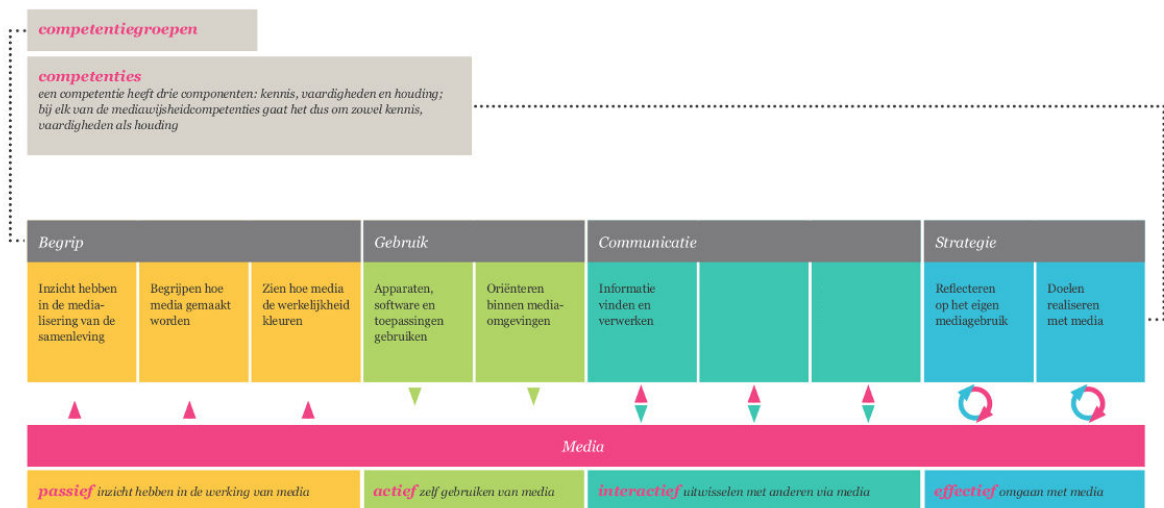 competentiegroepen
competenties
een competentie heeft drie componenten: kennis, vaardigheden en houding;
bij elk van de mediawijsheidcompetenties gaat het dus om zowel kennis,
vaardigheden als houding
Begrip
Gebruik
Communicatie
Strategie
Inzicht hebben
in de media-
lisering van de
samenleving
Begrijpen hoe
media gemaakt
worden
Zien hoe media
de werkelijkheid
kleuren
Apparaten,
software en
toepassingen
gebruiken
Oriënteren
binnen media-
omgevingen
Informatie
vinden en
verwerken
Reflecteren
op het eigen
mediagebruik
Doelen
realiseren
met media
Media
passief inzicht hebben in de werking van media
actief zelf gebruiken van media
interactief uitwisselen met anderen via media
effectief omgaan met media